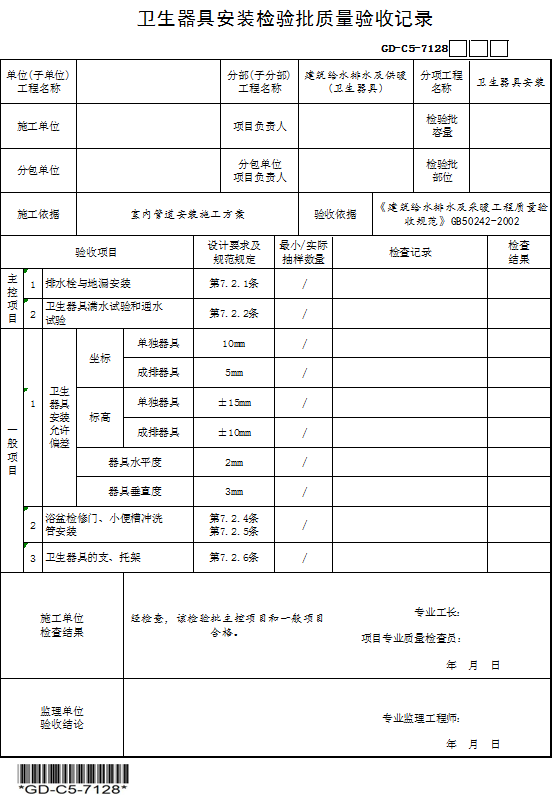 卫生器具安装检验批质量验收记录
GD-C5-7128
单位(子单位)
工程名称
分部(子分部)
工程名称
建筑给水排水及供暖
(卫生器具)
分项工程
名称
卫生器具安装
施工单位
项目负责人
检验批
容量
分包单位
分包单位
项目负责人
检验批
部位
施工依据
室内管道安装施工方案
验收依据
《建筑给水排水及采暖工程质量验
收规范》GB50242-2002
验收项目
设计要求及
规范规定
最小/实际
抽样数量
检查记录
检查
结果
主
控
项
目
1
排水栓与地漏安装
第7.2.1条
/
2
卫生器具满水试验和通水
试验
第7.2.2条
/
一
般
项
目
1
卫生
器具
安装
允许
偏差
坐标
单独器具
10mm
/
成排器具
5mm
/
标高
单独器具
±15mm
/
成排器具
±10mm
/
器具水平度
2mm
/
器具垂直度
3mm
/
2
浴盆检修门、小便槽冲洗
管安装
第7.2.4条
第7.2.5条
/
3
卫生器具的支、托架
第7.2.6条
/
施工单位
检查结果
经检查，该检验批主控项目和一般项目
合格。
专业工长:
项目专业质量检查员:
年 月 日
监理单位
验收结论
专业监理工程师:
年 月 日
*GD-C5-7128*